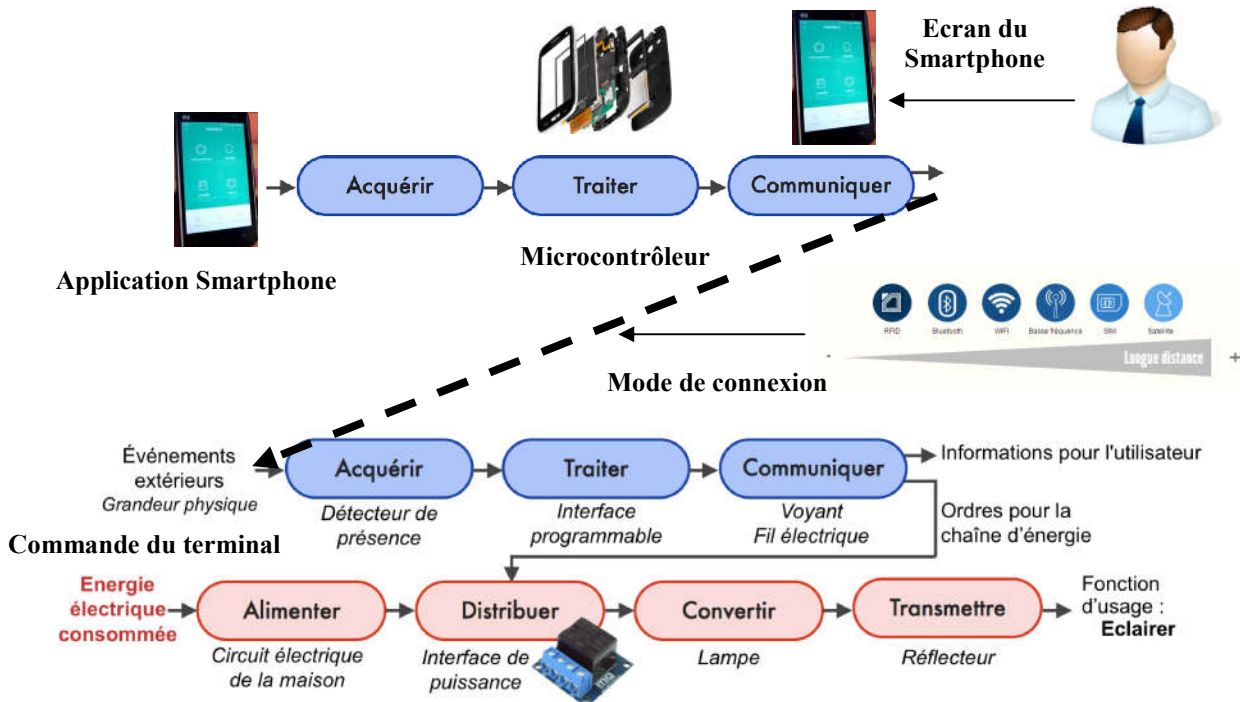 Ecran du
Smartphone
Acquérir
Traiter
Communiquer
Microcontrôleur
Application Smartphone
RFID
Bluetooth
WIFI
Basse fréquence
SIM
Satellite
-
Longue distance
+
Mode de connexion
Événements
extérieurs
Grandeur physique
Acquérir
Traiter
Communiquer
Informations pour l'utilisateur
Détecteur de
présence
Interface
programmable
Voyant
Fil électrique
Ordres pour la
chaîne d'énergie
Commande du terminal
Energie
électrique
consommée
Alimenter
Distribuer
Convertir
Transmettre
Fonction
d'usage :
Eclairer
Circuit électrique
de la maison
Interface de
puissance
Lampe
Réflecteur